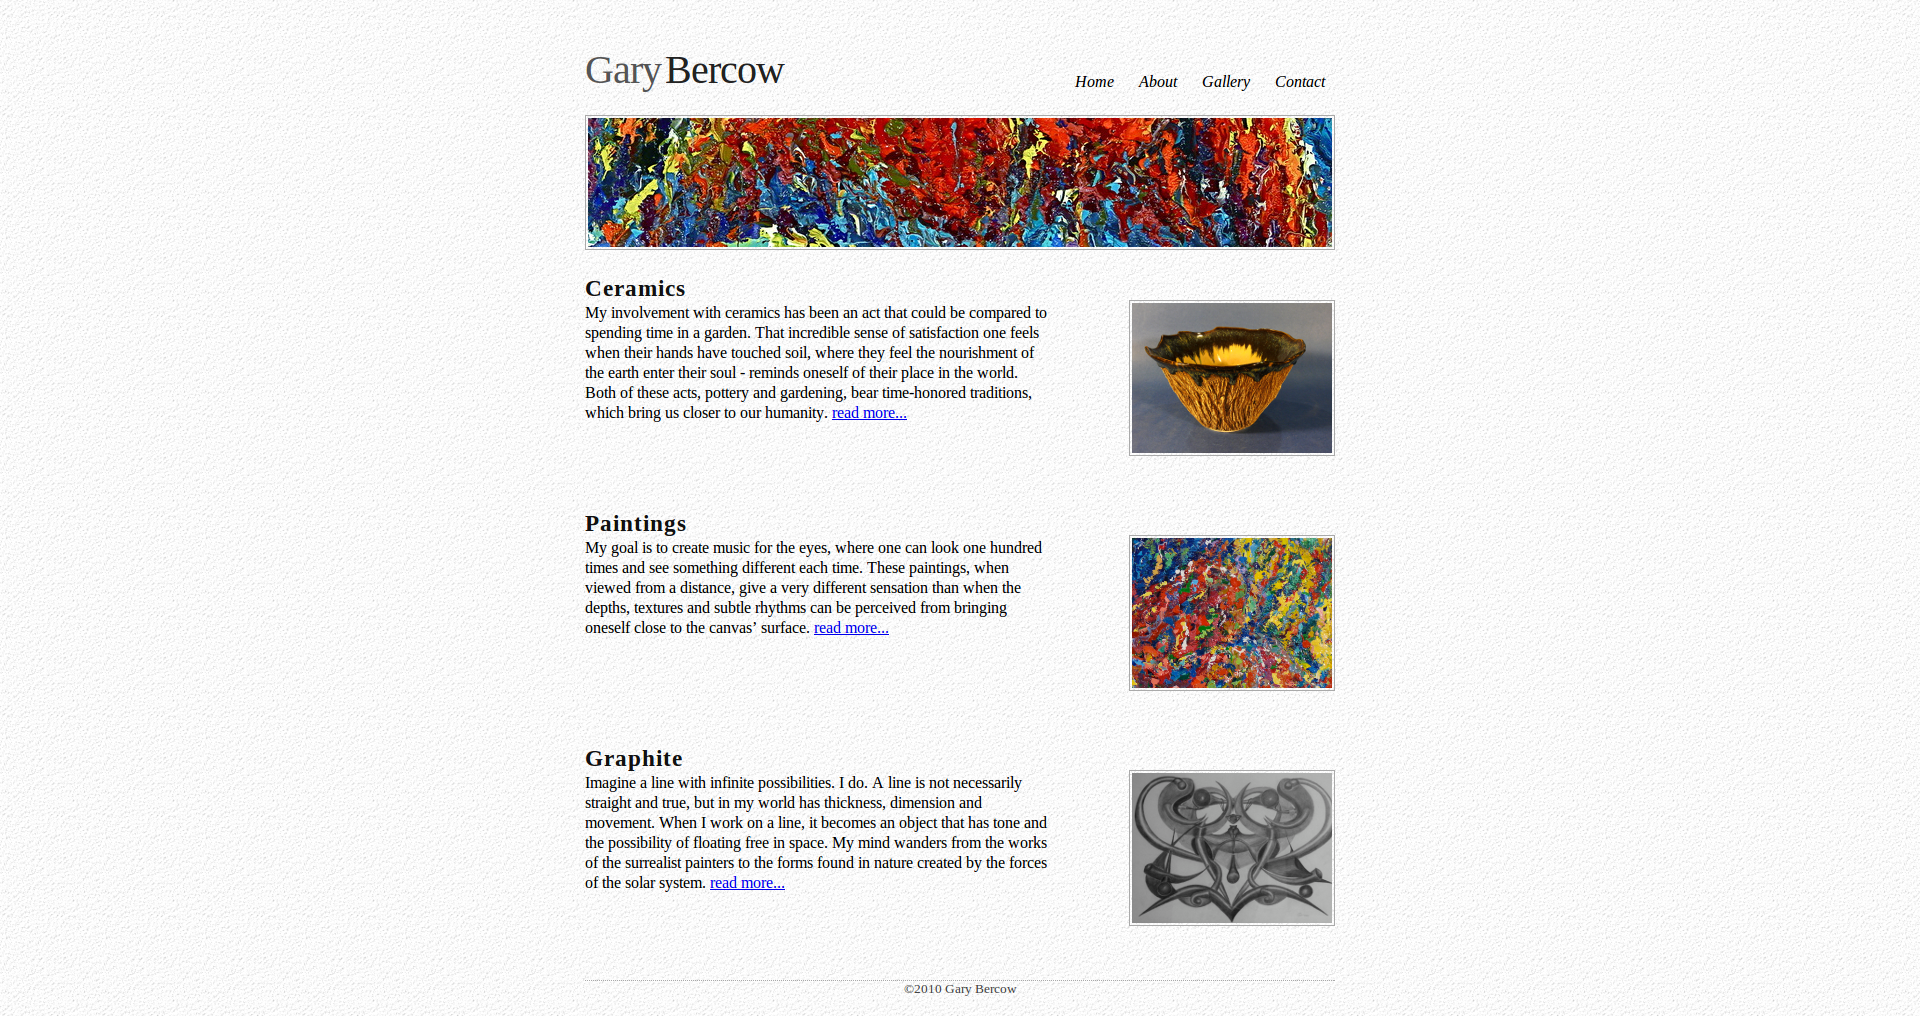 Gary Bercow
Home About Gallery Contact
Ceramics
My involvement with ceramics has been an act that could be compared to
spending time in a garden. That incredible sense of satisfaction one feels
when their hands have touched soil, where they feel the nourishment of
the earth enter their soul - reminds oneself of their place in the world.
Both of these acts, pottery and gardening, bear time-honored traditions,
which bring us closer to our humanity. read more...
Paintings
My goal is to create music for the eyes, where one can look one hundred
times and see something different each time. These paintings, when
viewed from a distance, give a very different sensation than when the
depths, textures and subtle rhythms can be perceived from bringing
oneself close to the canvas’ surface. read more...
Graphite
Imagine a line with infinite possibilities. I do. A line is not necessarily
straight and true, but in my world has thickness, dimension and
movement. When I work on a line, it becomes an object that has tone and
the possibility of floating free in space. My mind wanders from the works
of the surrealist painters to the forms found in nature created by the forces
of the solar system. read more...
©2010 Gary Bercow